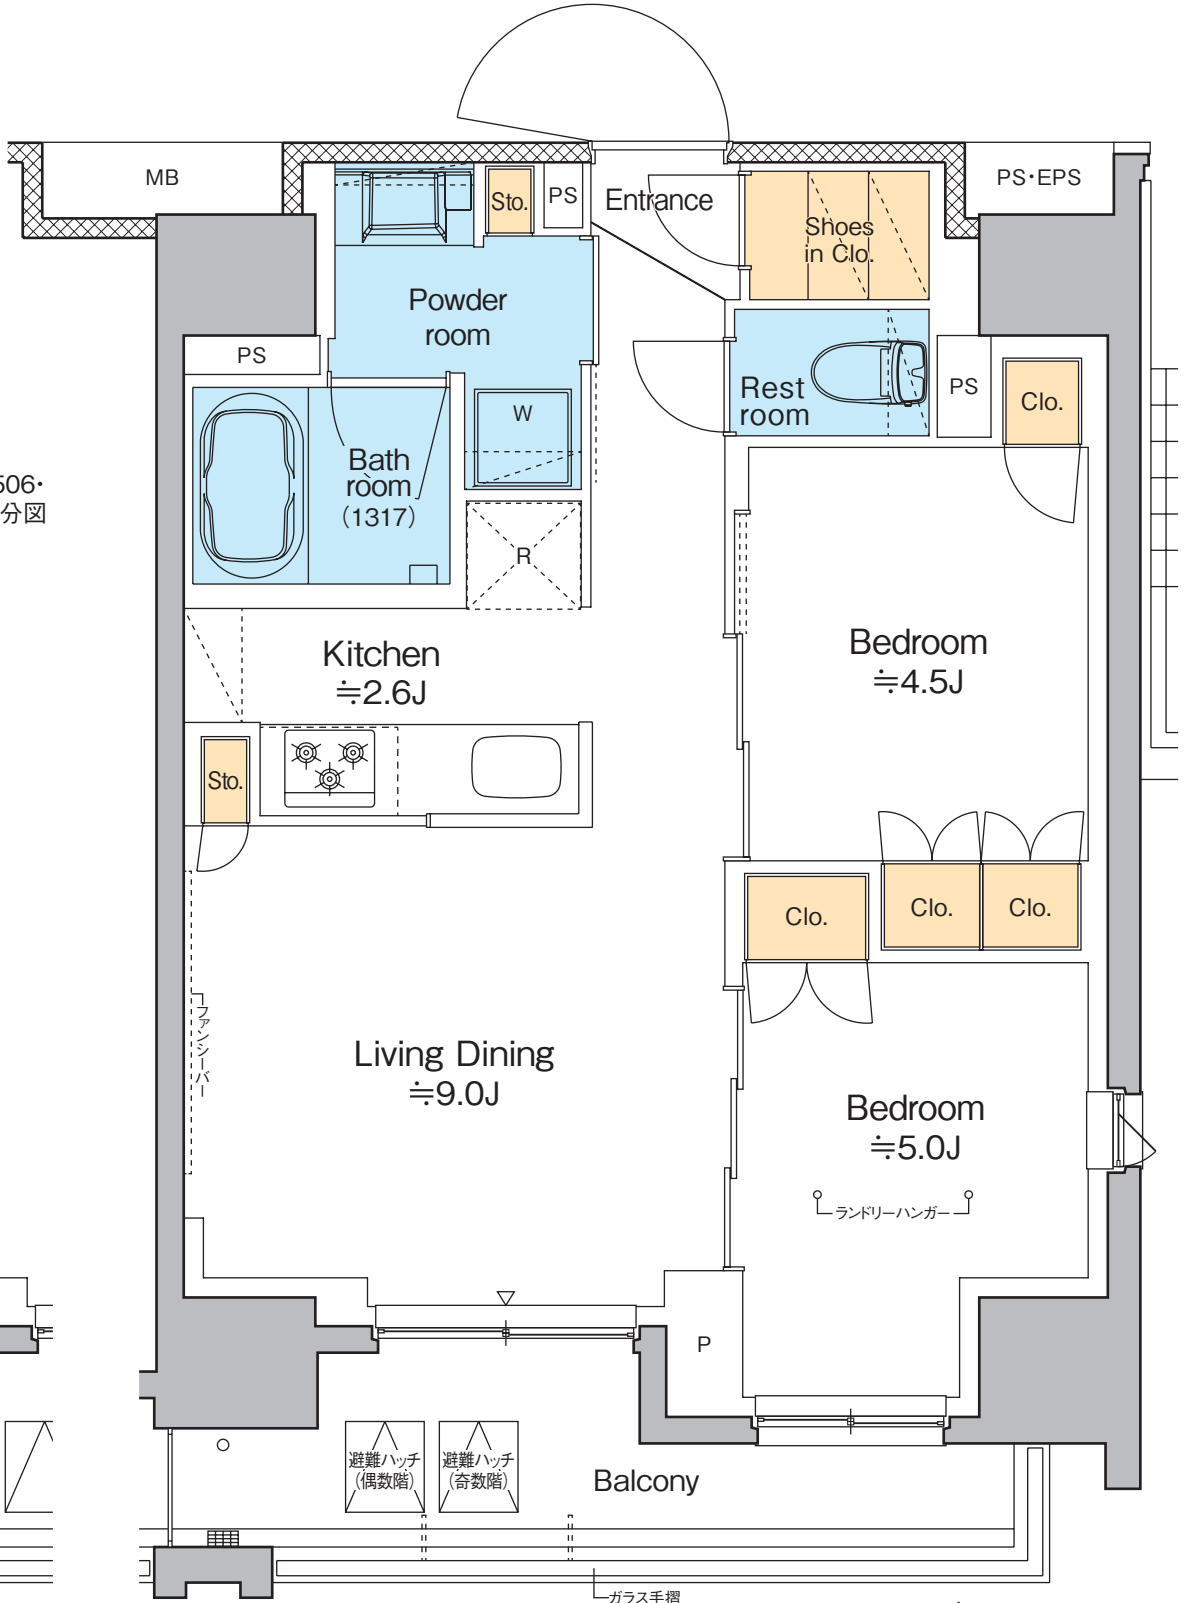 MB
PS･EPS
Sto.
PS
Entrance
Shoes
in Clo.
Powder
room
PS
Rest
room
PS
Clo.
W
Bath
room
(1317)
506･
分図
R
Kitchen
≒2.6J
Bedroom
≒4.5J
Sto.
Clo.
Clo.
Clo.
ファンシーバー
Living Dining
≒9.0J
Bedroom
≒5.0J
ランドリーハンガー
P
避難ハッチ
(偶数階)
避難ハッチ
(奇数階)
Balcony
ガラス手摺